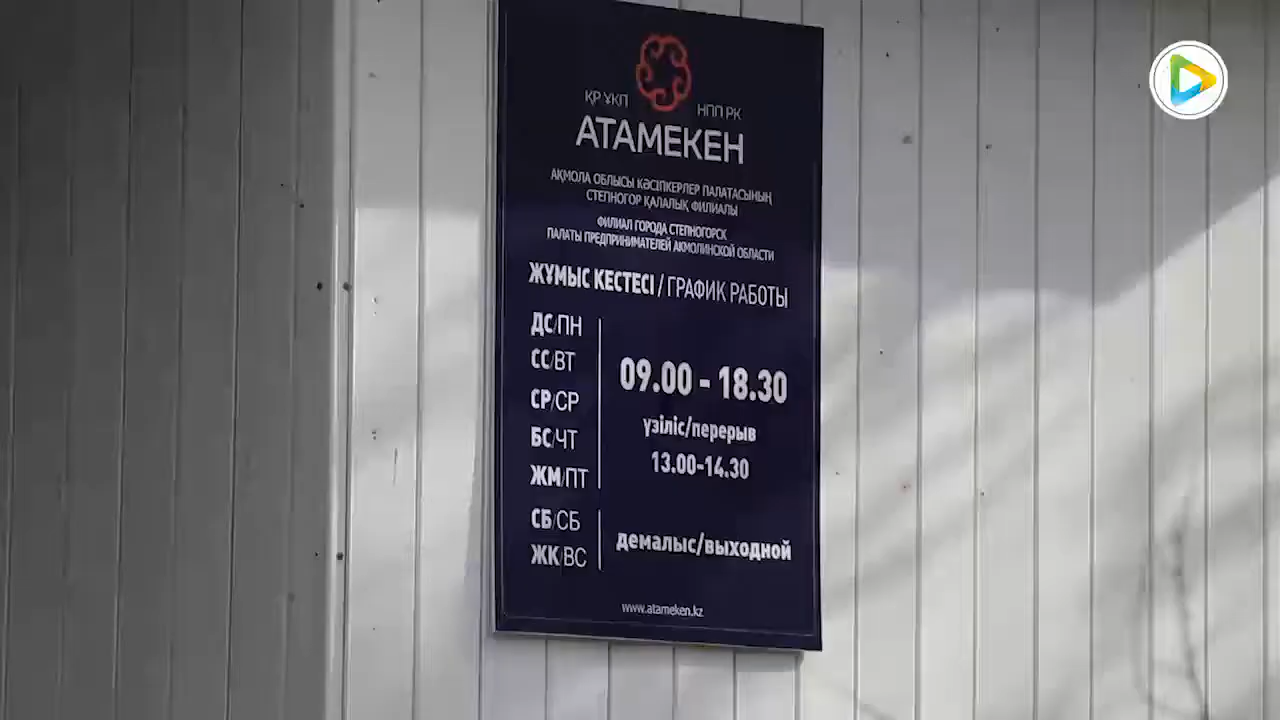 ҚР ҰКП НПП РК
АТАМЕКЕН
АҚМОЛА ОБЛЫСЫ КӘСІПКЕРЛЕР ПАЛАТАСЫНЫҢ
СТЕПНОГОР ҚАЛАЛЫҚ ФИЛИАЛЫ
ФИЛИАЛ ГОРОДА СТЕПНОГОРСК
ПАЛАТЫ ПРЕДПРИНИМАТЕЛЕЙ АКМОЛИНСКОЙ ОБЛАСТИ
ЖҰМЫС КЕСТЕСІ / ГРАФИК РАБОТЫ
ДС/ПН
СС/ВТ
СР/СР
БС/ЧТ
ЖМ/ПТ
09.00 - 18.30
үзіліс/перерыв
13.00-14.30
СБ/СБ
ЖК/ВС
демалыс/выходной
www.atameken.kz